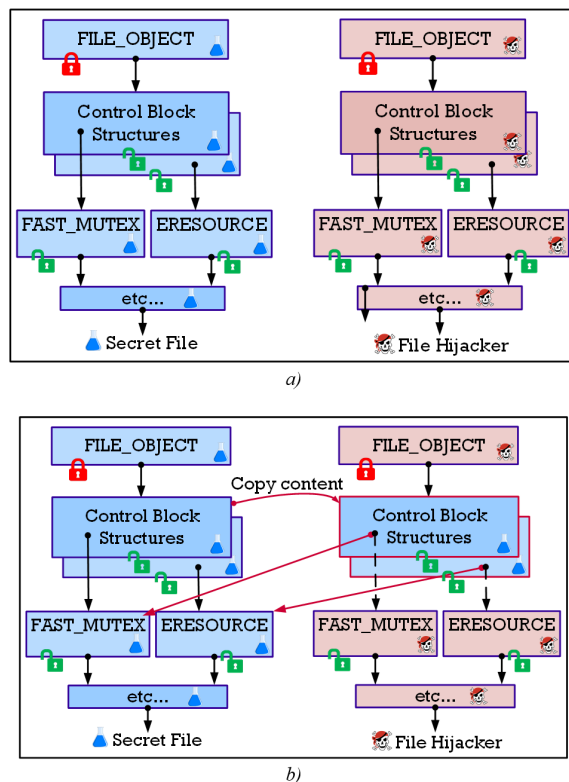 FILE_OBJECT
FILE_OBJECT
Control Block
Structures
Control Block
Structures
FAST_MUTEX
ERESOURCE
FAST_MUTEX
ERESOURCE
etc...
etc...
Secret File
File Hijacker
a)
FILE_OBJECT
FILE_OBJECT
Copy content
Control Block
Structures
Control Block
Structures
FAST_MUTEX
ERESOURCE
FAST_MUTEX
ERESOURCE
etc...
etc...
Secret File
File Hijacker
b)